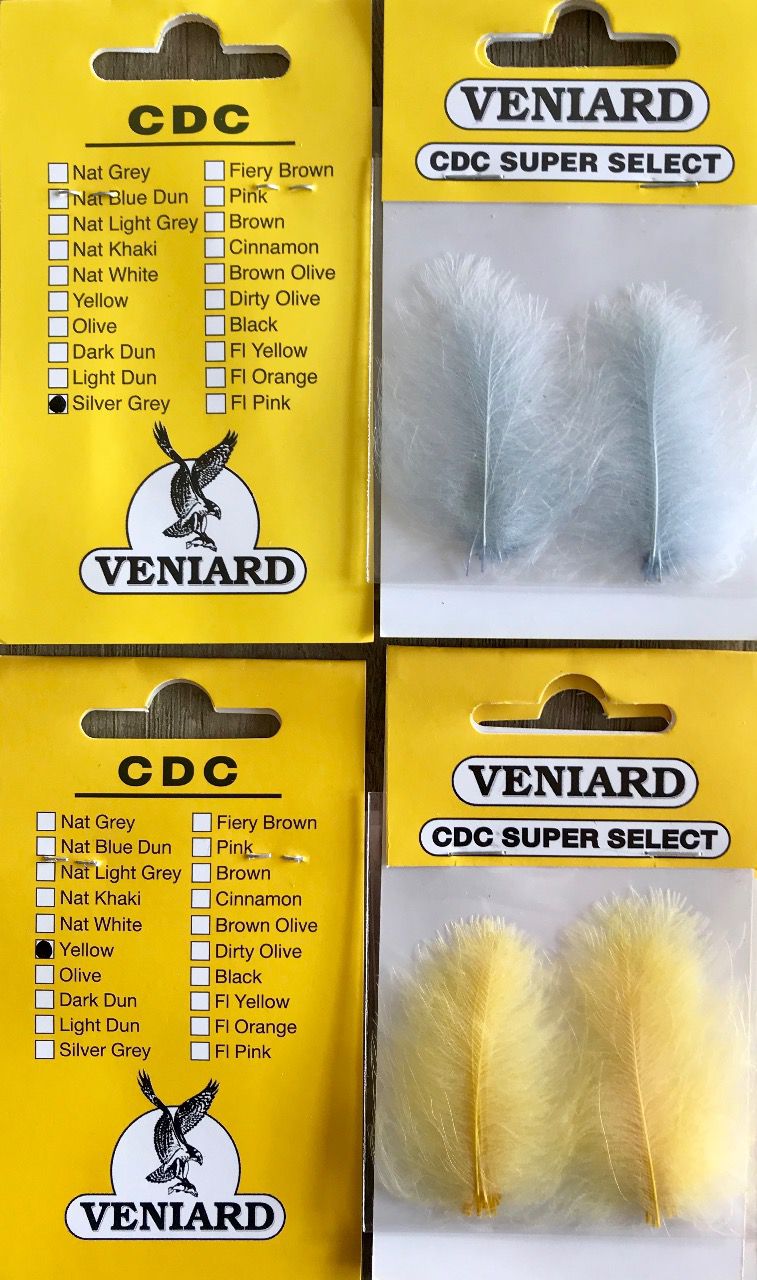 CDC
Nat Grey
Nat Blue Dun
Nat Light Grey
Nat Khaki
Nat White
Yellow
Olive
Dark Dun
Light Dun
Silver Grey
Fiery Brown
Pink
Brown
Cinnamon
Brown Olive
Dirty Olive
Black
Fl Yellow
Fl Orange
Fl Pink
VENIARD
VENIARD
CDC SUPER SELECT
CDC
Nat Grey
Nat Blue Dun
Nat Light Grey
Nat Khaki
Nat White
Yellow
Olive
Dark Dun
Light Dun
Silver Grey
Fiery Brown
Pink
Brown
Cinnamon
Brown Olive
Dirty Olive
Black
Fl Yellow
Fl Orange
Fl Pink
VENIARD
VENIARD
CDC SUPER SELECT